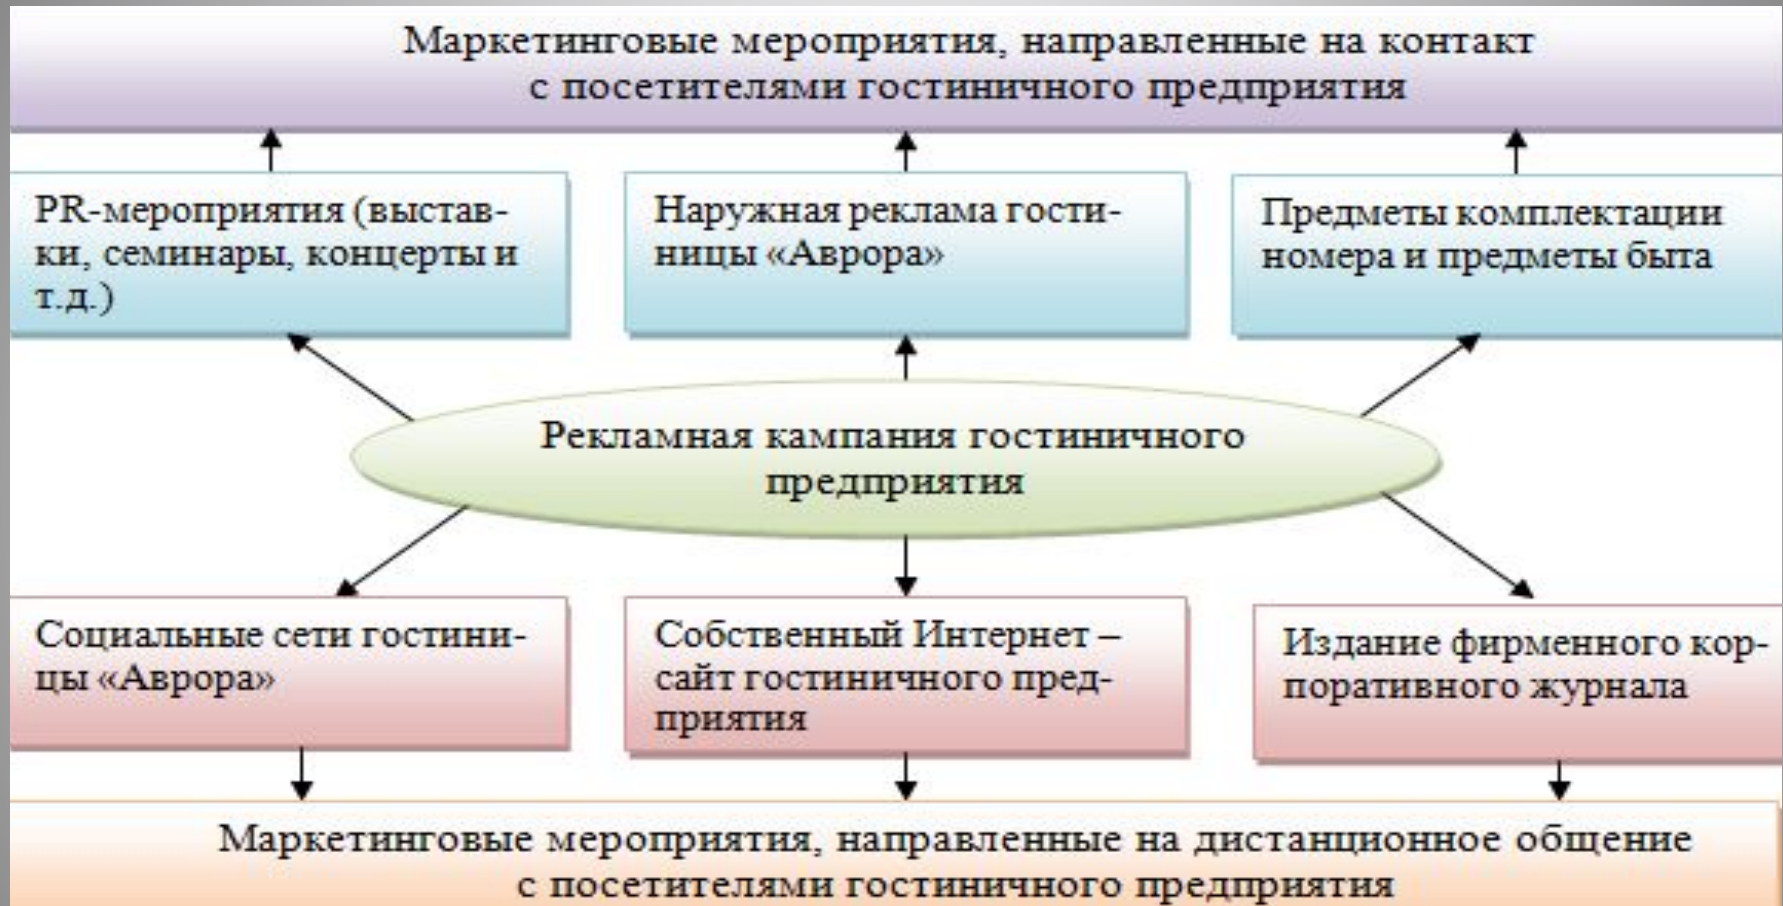 Маркетинговые мероприятия, направленные на контакт
с посетителями гостиничного предприятия
PR-мероприятия (выстав-
ки, семинары, концерты и
т.д.)
Наружная реклама гости-
ницы «Аврора»
Предметы комплектации
номера и предметы быта
Рекламная кампания гостиничного
предприятия
Социальные сети гостини-
цы «Аврора»
Собственный Интернет –
сайт гостиничного пред-
приятия
Издание фирменного кор-
поративного журнала
Маркетинговые мероприятия, направленные на дистанционное общение
с посетителями гостиничного предприятия